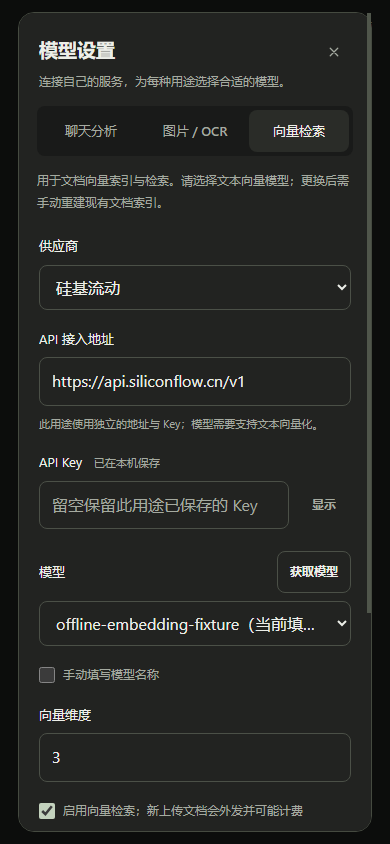 模型设置
×
连接自己的服务，为每种用途选择合适的模型。
聊天分析 图片 / OCR 向量检索
用于文档向量索引与检索。请选择文本向量模型；更换后需
手动重建现有文档索引。
供应商
硅基流动
API 接入地址
https://api.siliconflow.cn/v1
此用途使用独立的地址与 Key；模型需要支持文本向量化。
API Key 已在本机保存
留空保留此用途已保存的 Key 显示
模型 获取模型
offline-embedding-fixture（当前填...
手动填写模型名称
向量维度
3
启用向量检索；新上传文档会外发并可能计费